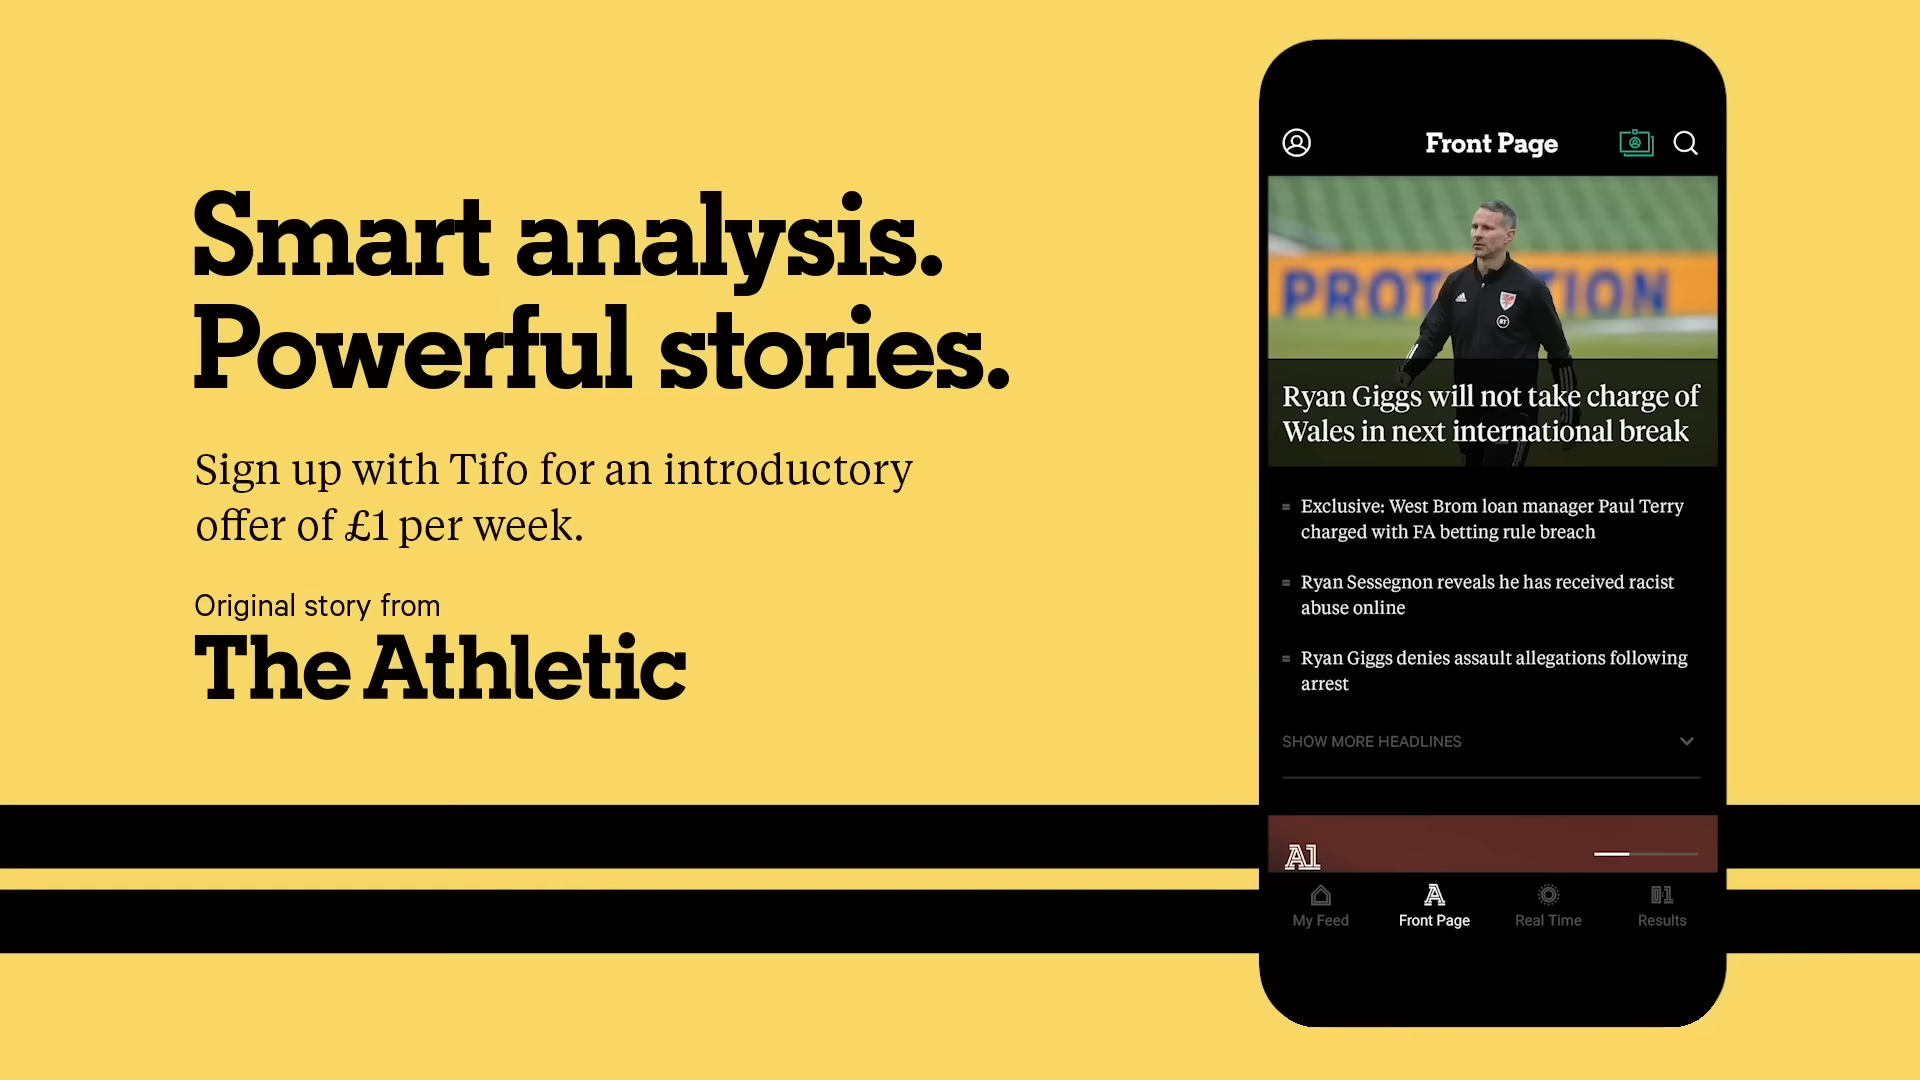 Smart analysis.
Powerful stories.
Sign up with Tifo for an introductory
offer of £1 per week.
Original story from
The Athletic
Front Page
PROTECTION
Ryan Giggs will not take charge of
Wales in next international break
Exclusive: West Brom loan manager Paul Terry
charged with FA betting rule breach
Ryan Sessegnon reveals he has received racist
abuse online
Ryan Giggs denies assault allegations following
arrest
SHOW MORE HEADLINES
A1
My Feed
Front Page
Real Time
Results